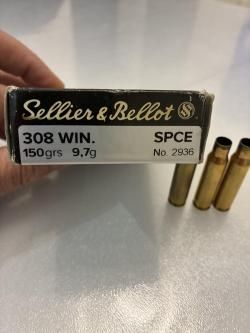 Sellier & Bellot S
308 WIN. SPCE
150grs 9,7g No. 2936